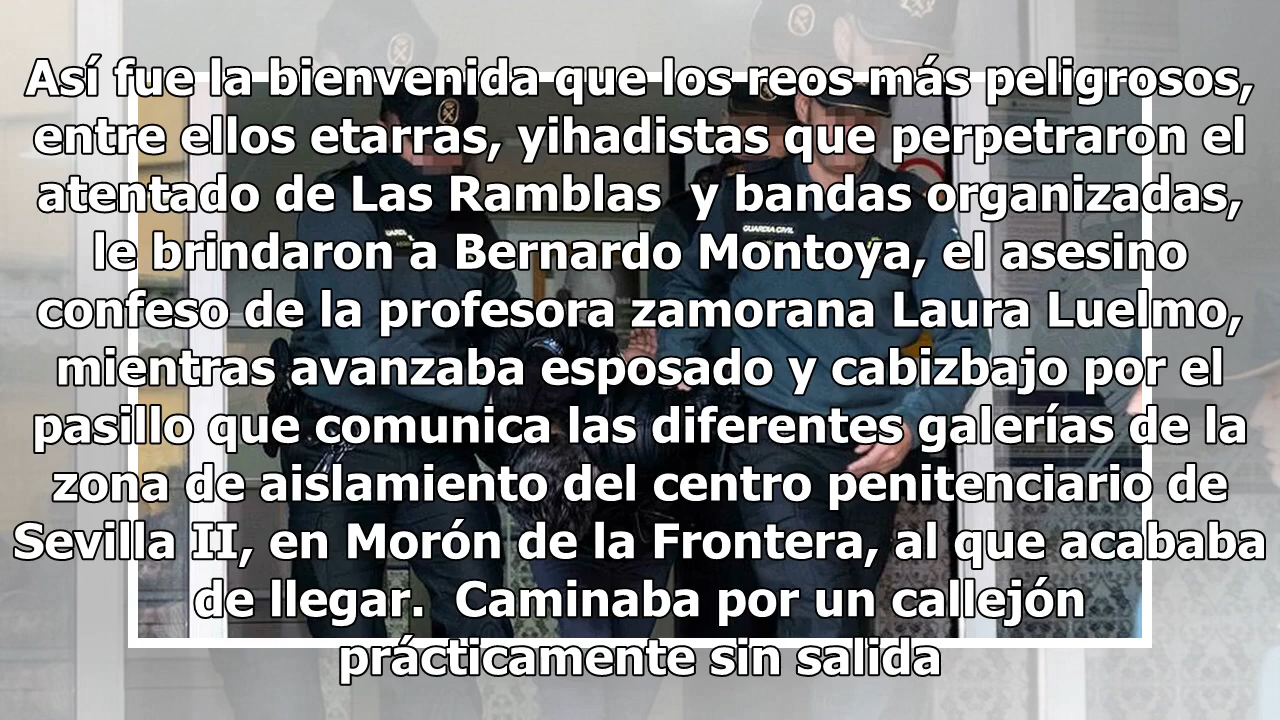 Así fue la bienvenida que los reos más peligrosos,
entre ellos etarras, yihadistas que perpetraron el
atentado de Las Ramblas  y bandas organizadas,
le brindaron a Bernardo Montoya, el asesino
confeso de la profesora zamorana Laura Luelmo,
mientras avanzaba esposado y cabizbajo por el
pasillo que comunica las diferentes galerías de la
zona de aislamiento del centro penitenciario de
Sevilla II, en Morón de la Frontera, al que acababa
de llegar.  Caminaba por un callejón
prácticamente sin salida
GUARDIA CIVIL